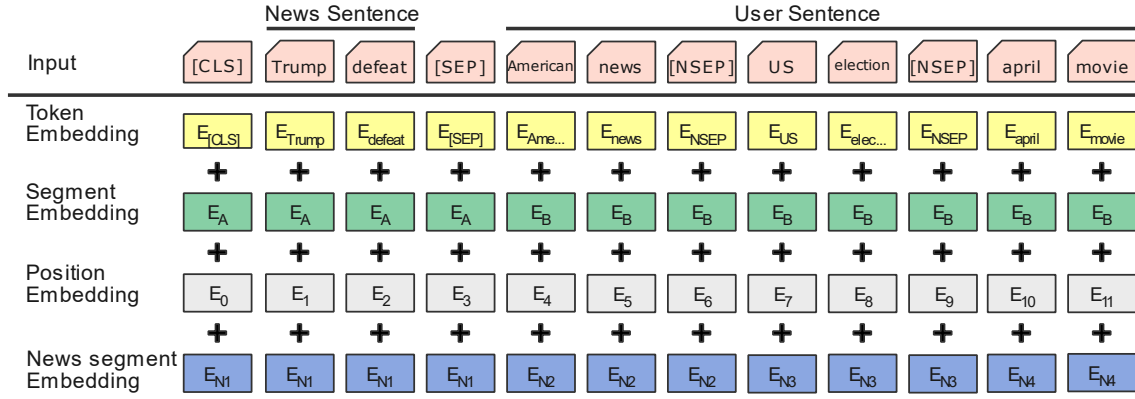 News Sentence User Sentence
Input [CLS] Trump defeat [SEP] American news [NSEP] US election [NSEP] april movie
Token
Embedding E[CLS] ETrump Edefeat E[SEP] EAme... Enews ENSEP EUS Eelec... ENSEP Eapril Emovie
+ + + + + + + + + + + +
Segment
Embedding EA EA EA EA EB EB EB EB EB EB EB EB
+ + + + + + + + + + + +
Position
Embedding E0 E1 E2 E3 E4 E5 E6 E7 E8 E9 E10 E11
+ + + + + + + + + + + +
News segment
Embedding EN1 EN1 EN1 EN1 EN2 EN2 EN2 EN3 EN3 EN3 EN4 EN4